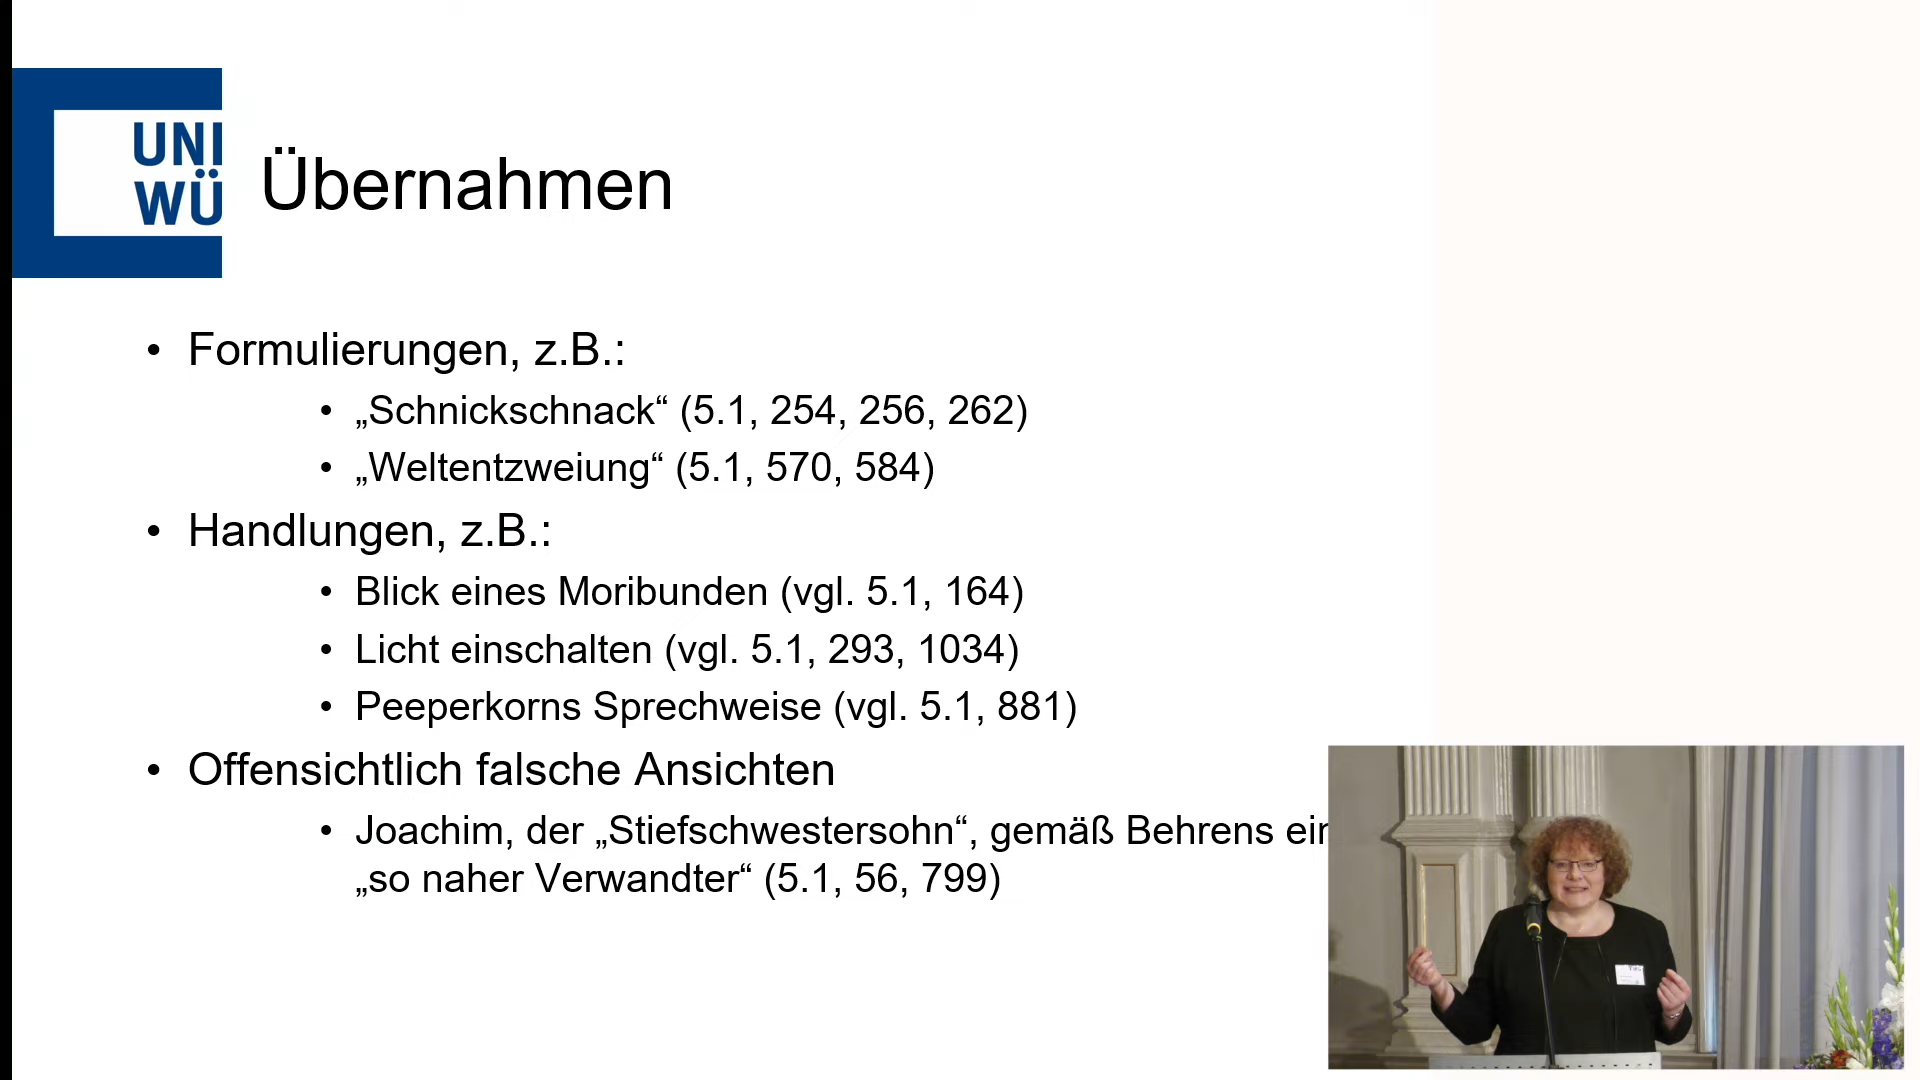 UNI
WÜ
Übernahmen
• Formulierungen, z.B.:
• „Schnickschnack“ (5.1, 254, 256, 262)
• „Weltentzweiung“ (5.1, 570, 584)
• Handlungen, z.B.:
• Blick eines Moribunden (vgl. 5.1, 164)
• Licht einschalten (vgl. 5.1, 293, 1034)
• Peeperkorns Sprechweise (vgl. 5.1, 881)
• Offensichtlich falsche Ansichten
• Joachim, der „Stiefschwestersohn“, gemäß Behrens ein
„so naher Verwandter“ (5.1, 56, 799)